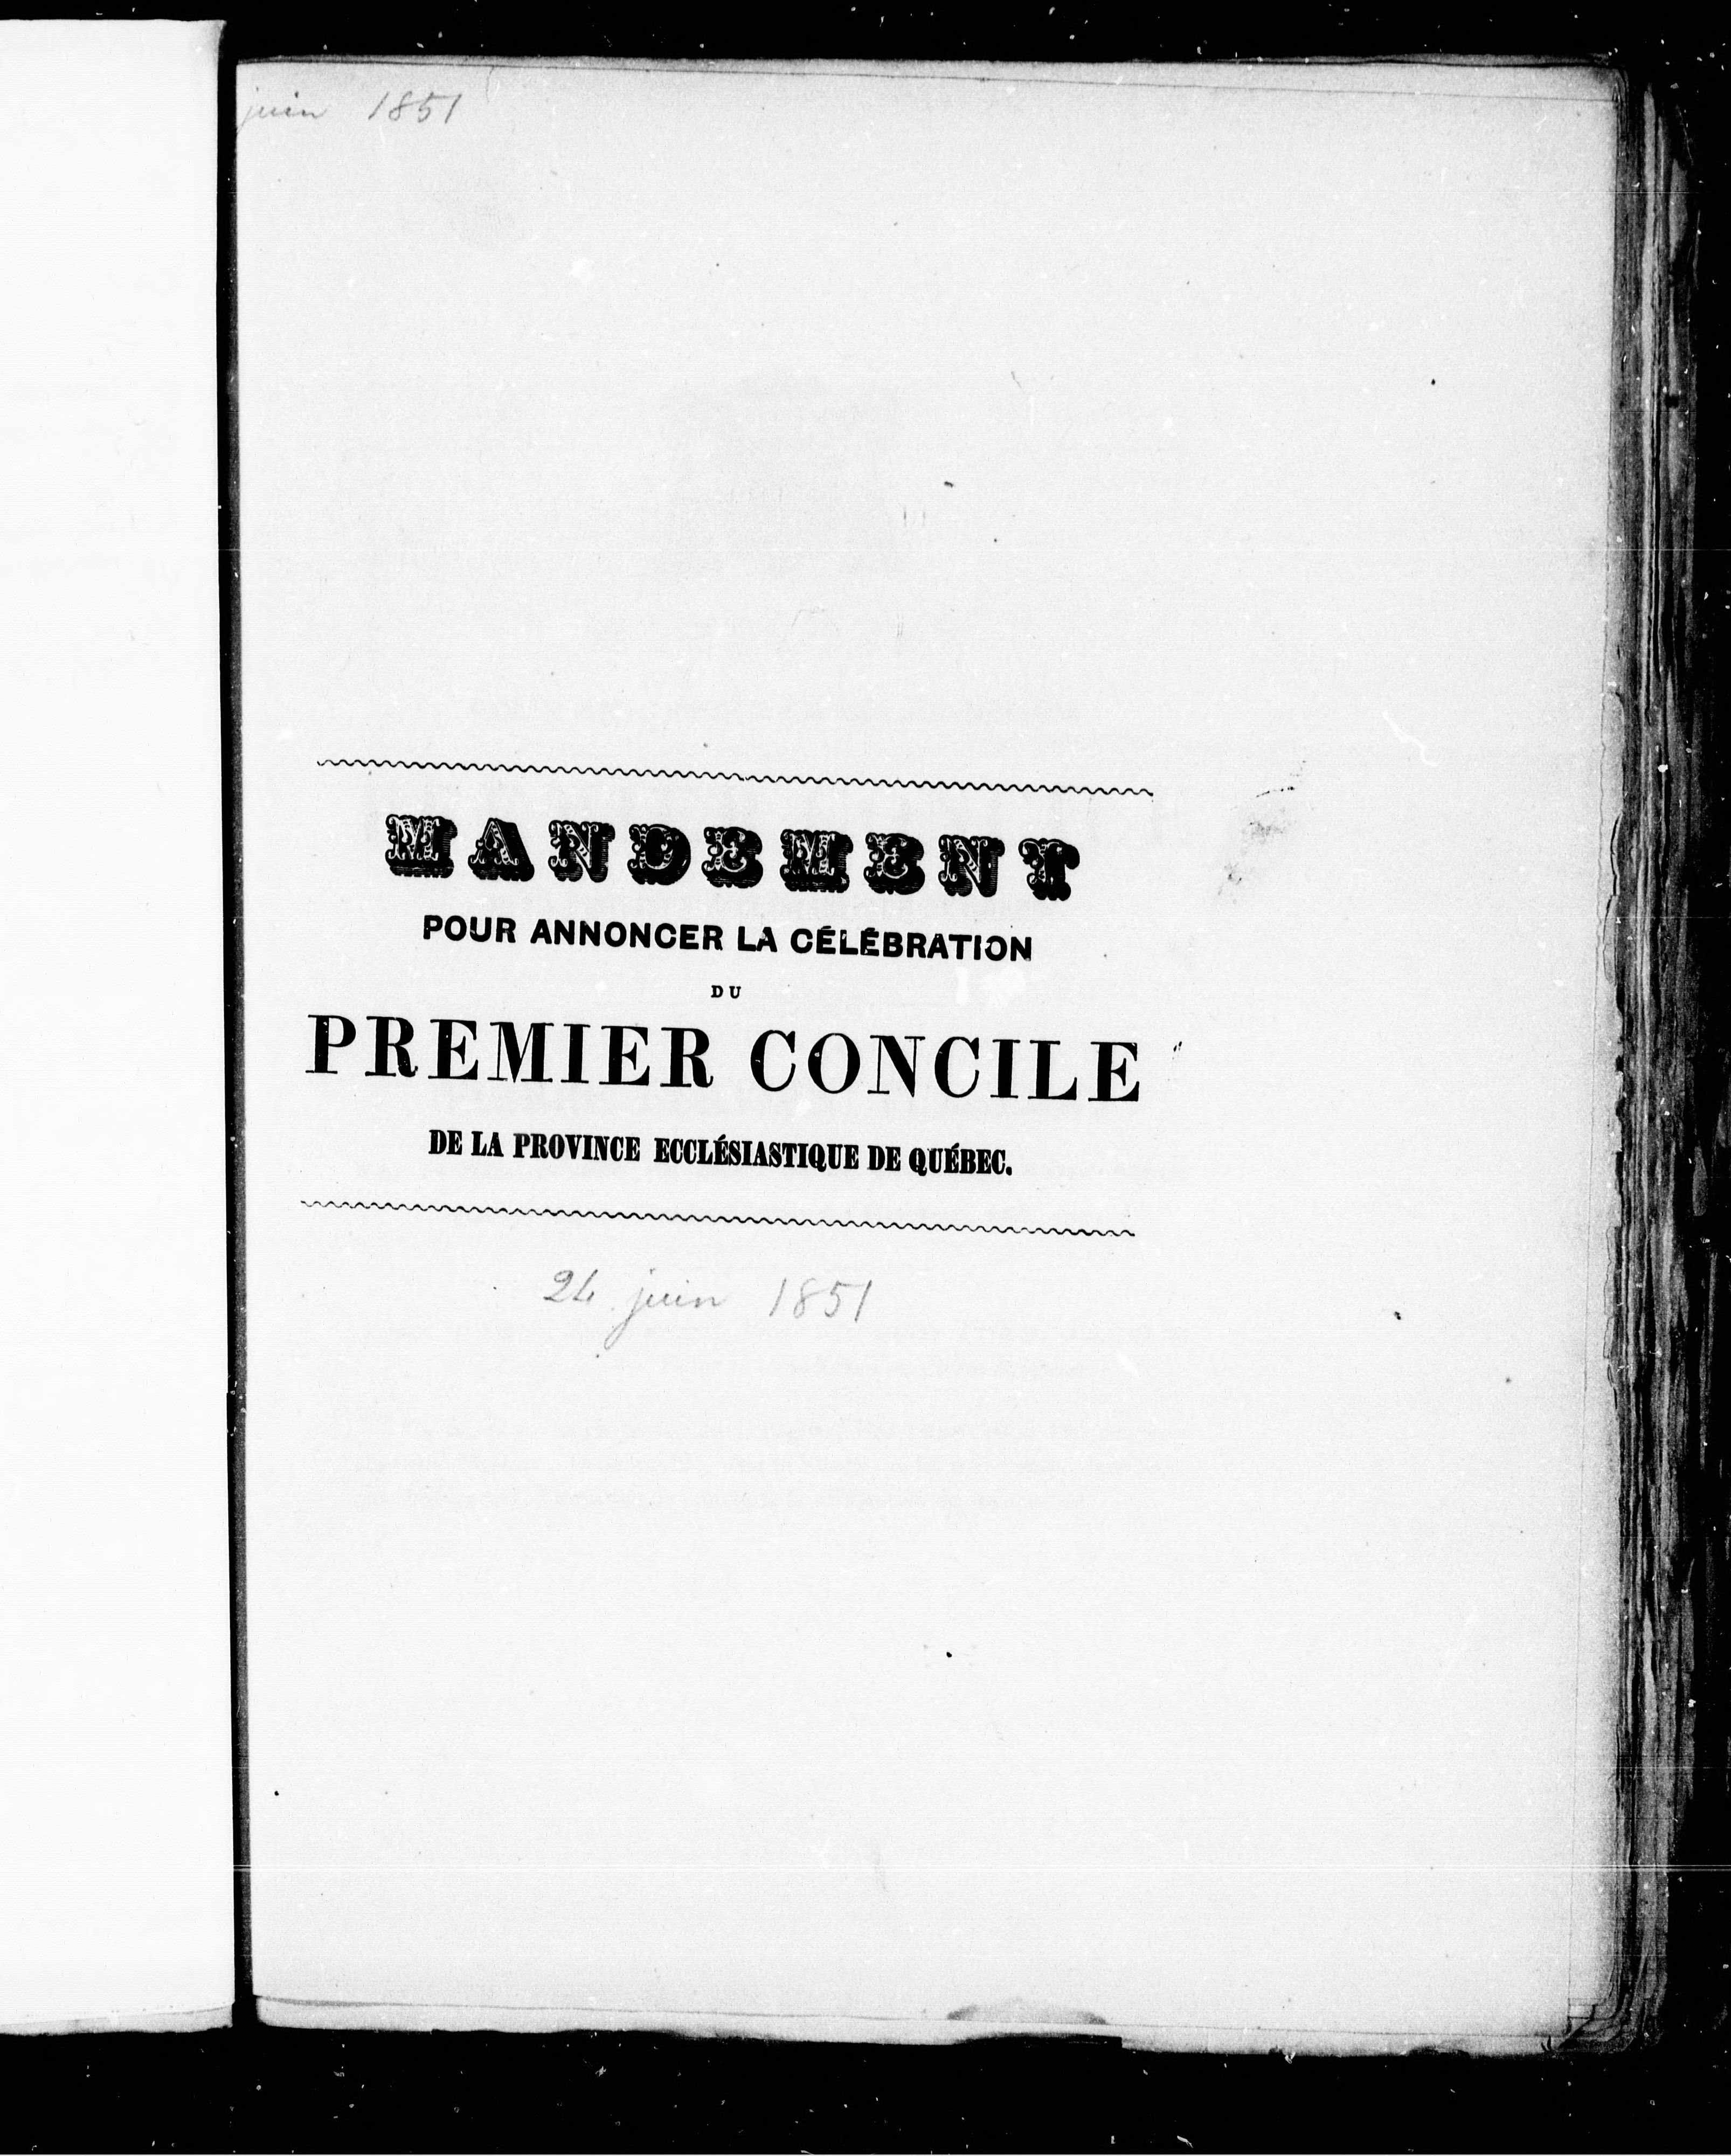 juin 1851
MANDEMENT
POUR ANNONCER LA CÉLÉBRATION
DU
PREMIER CONCILE
DE LA PROVINCE ECCLÉSIASTIQUE DE QUÉBEC.
24 juin 1851